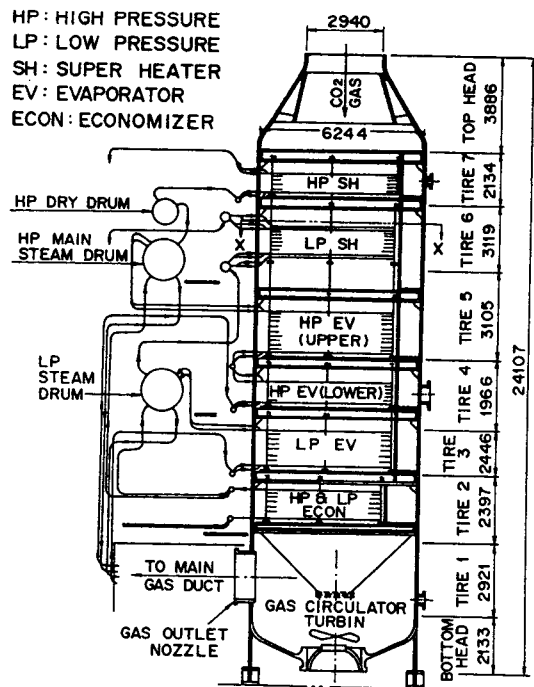 HP : HIGH PRESSURE
LP : LOW PRESSURE
SH : SUPER HEATER
EV : EVAPORATOR
ECON : ECONOMIZER
2940
CO2
GAS
6244
TOP HEAD
3886
HP SH
TIRE 7
2134
HP DRY DRUM
X
X
LP SH
TIRE 6
3119
HP MAIN
STEAM DRUM
HP EV
(UPPER)
TIRE 5
3105
24107
HP EV(LOWER)
TIRE 4
1966
LP
STEAM
DRUM
LP EV
TIRE
3
2446
HP & LP
ECON
TIRE 2
2397
TO MAIN
GAS DUCT
TIRE 1
2921
GAS CIRCULATOR
TURBIN
GAS OUTLET
NOZZLE
BOTTOM
HEAD
2133